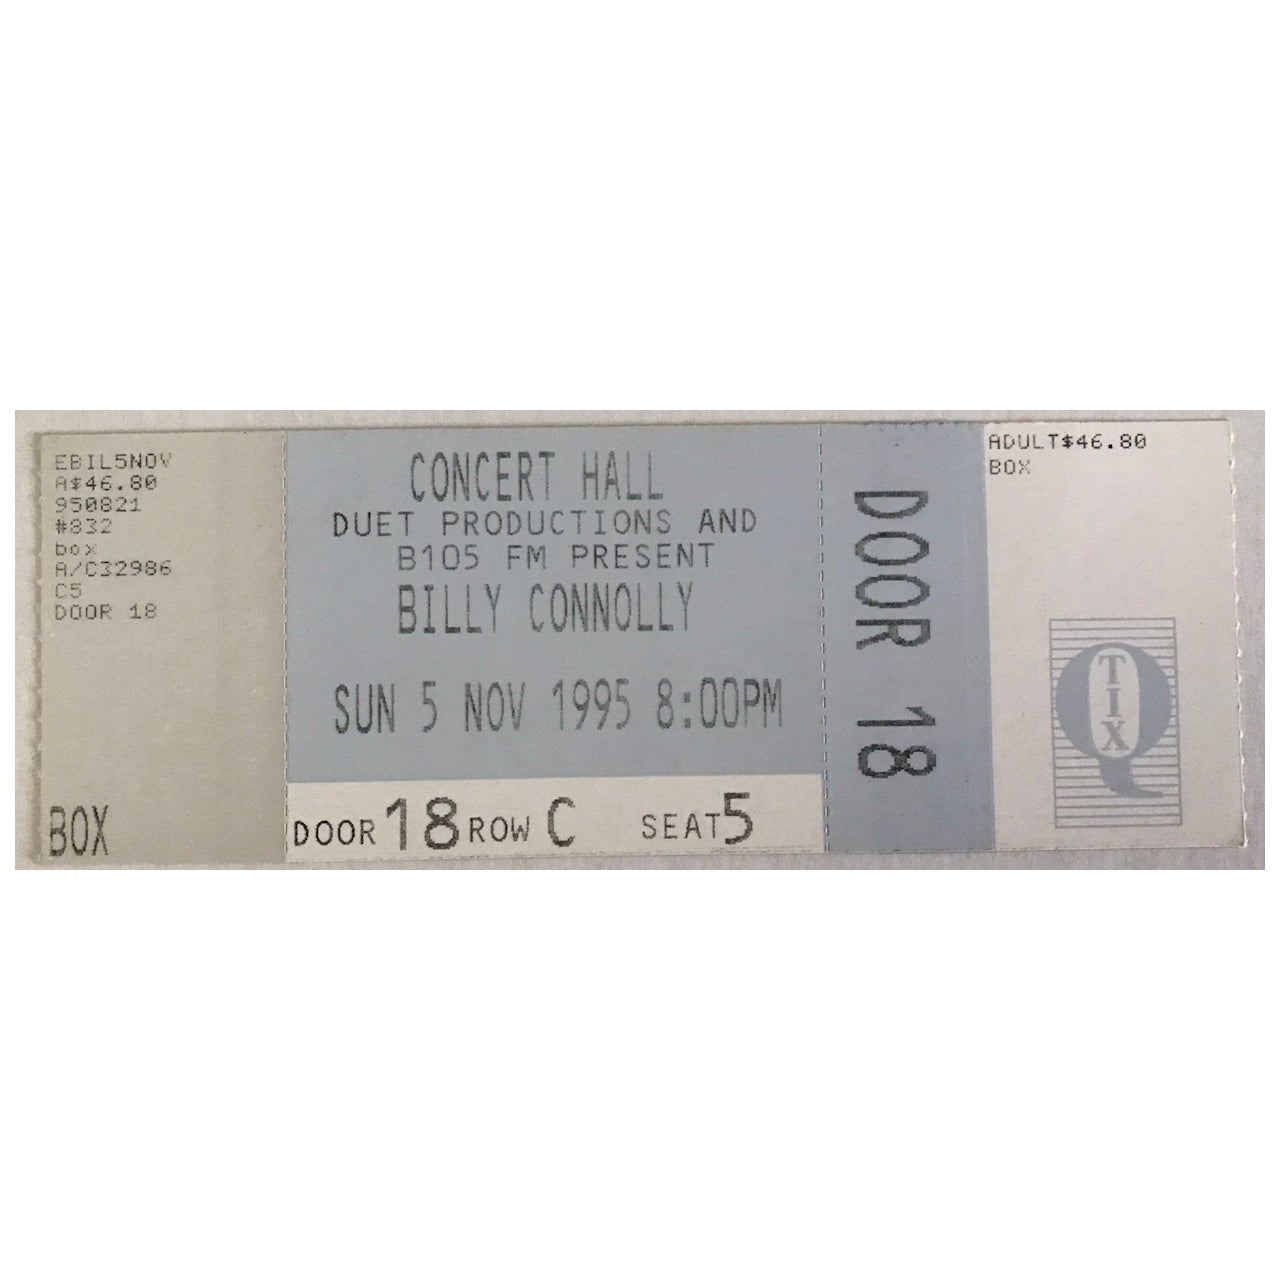 EBIL5NOV
A$46.80
950821
#832
box
A/C32986
C5
DOOR 18
BOX
CONCERT HALL
DUET PRODUCTIONS AND
B105 FM PRESENT
BILLY CONNOLLY
SUN 5 NOV 1995 8:00PM
DOOR 18 ROW C SEAT 5
DOOR 18
ADULT$46.80
BOX
Q TIX